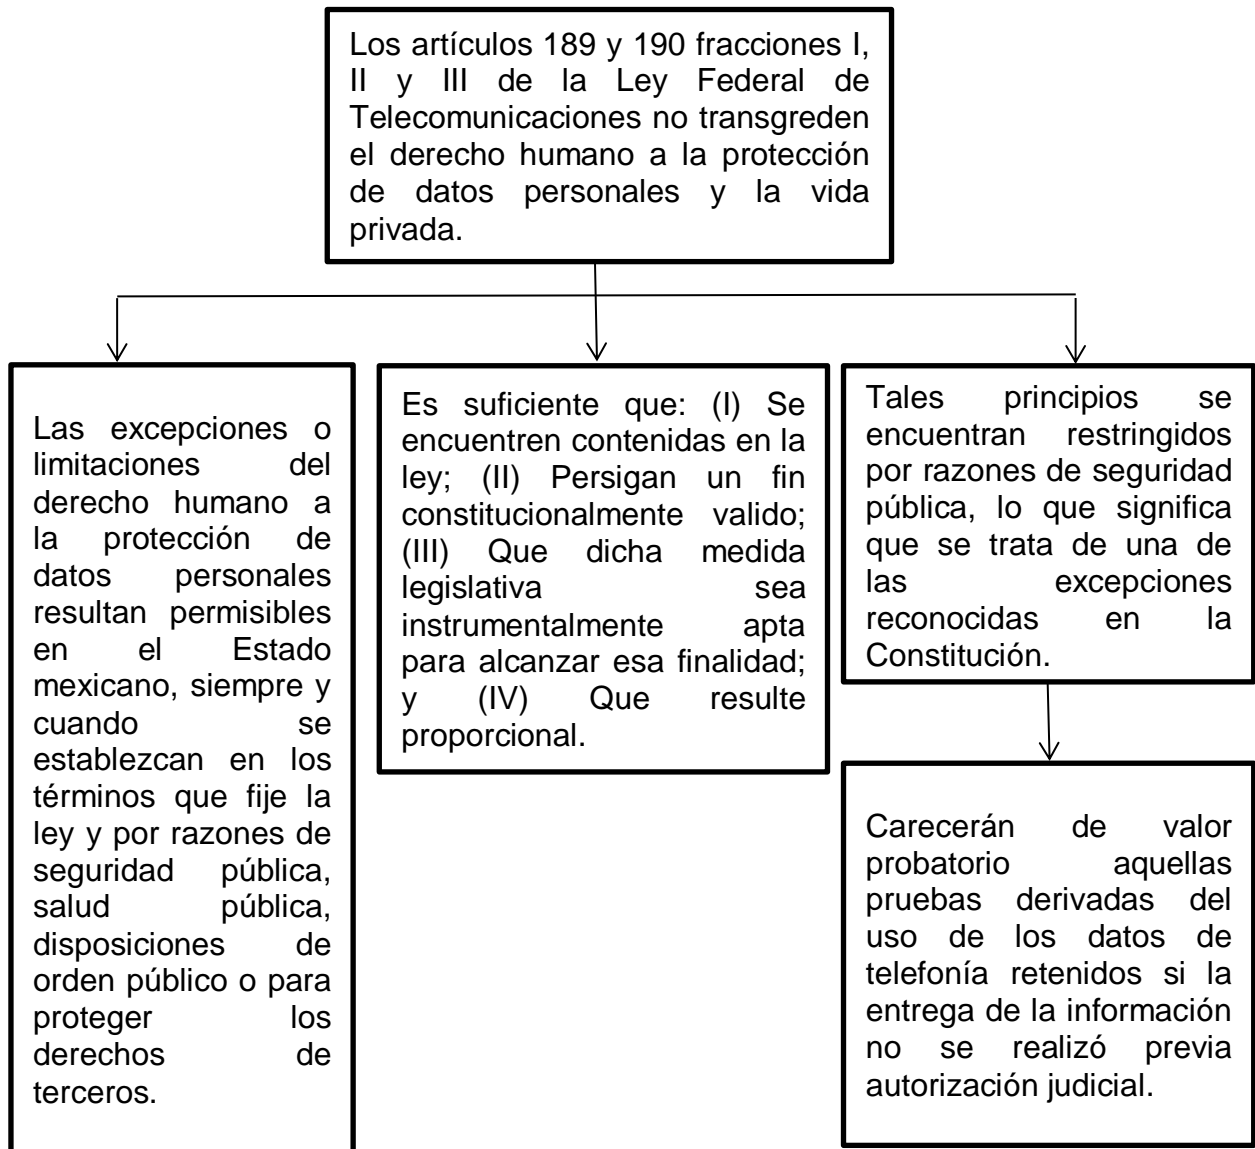 Los artículos 189 y 190 fracciones I,
II y III de la Ley Federal de
Telecomunicaciones no transgreden
el derecho humano a la protección
de datos personales y la vida
privada.
Las excepciones o
limitaciones del
derecho humano a
la protección de
datos personales
resultan permisibles
en el Estado
mexicano, siempre y
cuando se
establezcan en los
términos que fije la
ley y por razones de
seguridad pública,
salud pública,
disposiciones de
orden público o para
proteger los
derechos de
terceros.
Es suficiente que: (I) Se
encuentren contenidas en la
ley; (II) Persigan un fin
constitucionalmente valido;
(III) Que dicha medida
legislativa sea
instrumentalmente apta
para alcanzar esa finalidad;
y (IV) Que resulte
proporcional.
Tales principios se
encuentran restringidos
por razones de seguridad
pública, lo que significa
que se trata de una de
las excepciones
reconocidas en la
Constitución.
Carecerán de valor
probatorio aquellas
pruebas derivadas del
uso de los datos de
telefonía retenidos si la
entrega de la información
no se realizó previa
autorización judicial.